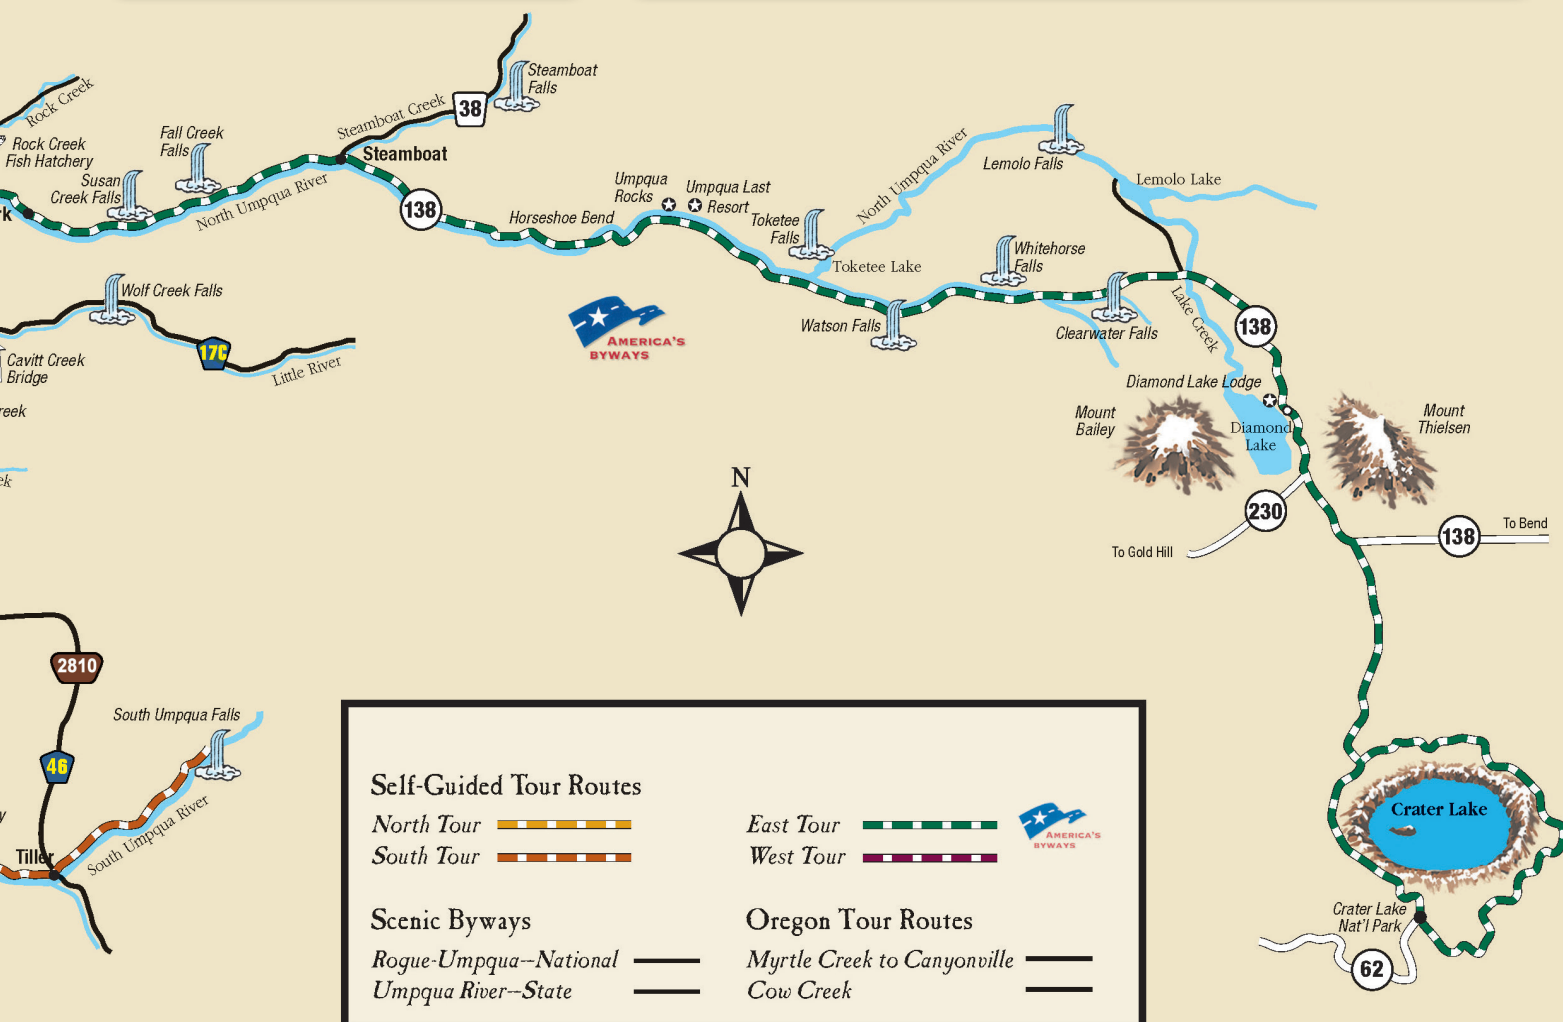 Steamboat
Falls
38
Steamboat Creek
Rock Creek
Rock Creek
Fish Hatchery
Fall Creek
Falls
Susan
Creek Falls
Steamboat
North Umpqua River
138
Horseshoe Bend
Umpqua
Rocks
Umpqua Last
Resort
Toketee
Falls
North Umpqua River
Lemolo Falls
Lemolo Lake
Toketee Lake
Whitehorse
Falls
Watson Falls
Clearwater Falls
Lake Creek
138
rk
Wolf Creek Falls
17C
Little River
Cavitt Creek
Bridge
reek
ek
AMERICA'S
BYWAYS
Diamond Lake Lodge
Mount
Bailey
Diamond
Lake
Mount
Thielsen
230
To Gold Hill
138
To Bend
N
2810
46
South Umpqua Falls
South Umpqua River
y
Tiller
Crater Lake
Crater Lake
Nat'l Park
62
Self-Guided Tour Routes
North Tour
South Tour
East Tour
West Tour
AMERICA'S
BYWAYS
Scenic Byways
Rogue-Umpqua--National
Umpqua River--State
Oregon Tour Routes
Myrtle Creek to Canyonville
Cow Creek